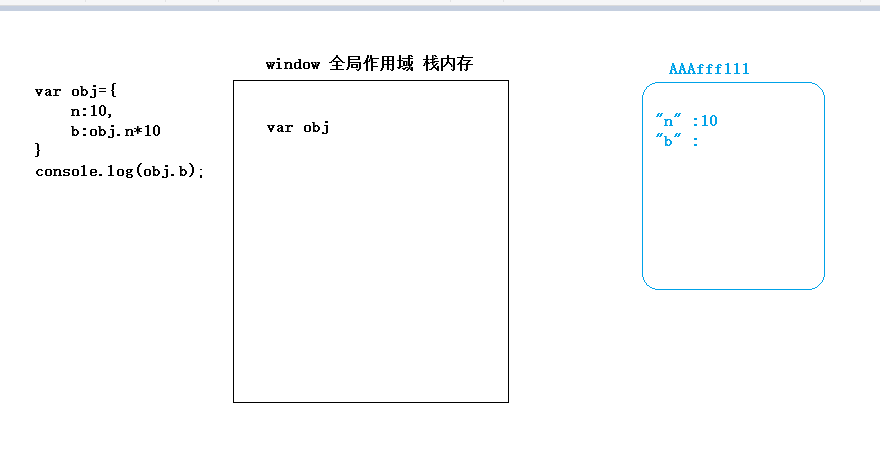 window 全局作用域 栈内存
AAAfff111
var obj={
n:10,
b:obj.n*10
}
console.log(obj.b);
var obj
"n" :10
"b" :